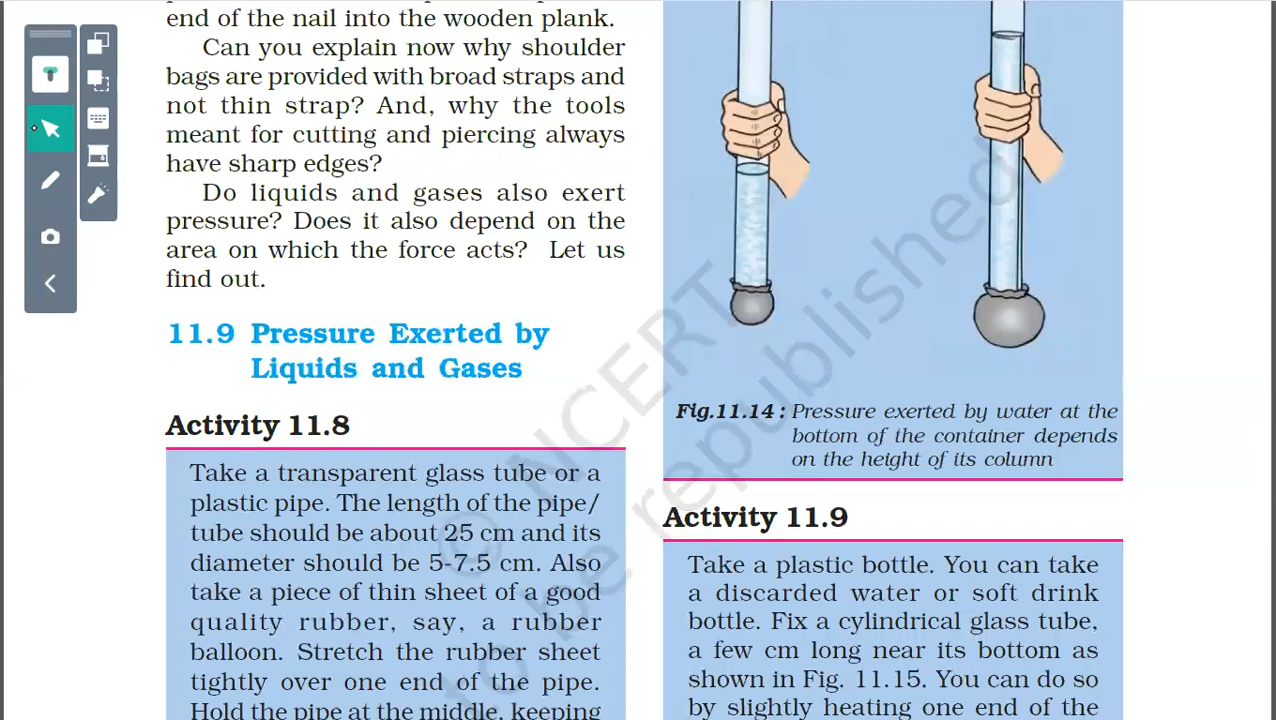 end of the nail into the wooden plank.
Can you explain now why shoulder
bags are provided with broad straps and
not thin strap? And, why the tools
meant for cutting and piercing always
have sharp edges?
Do liquids and gases also exert
pressure? Does it also depend on the
area on which the force acts? Let us
find out.
11.9 Pressure Exerted by
Liquids and Gases
Activity 11.8
Take a transparent glass tube or a
plastic pipe. The length of the pipe/
tube should be about 25 cm and its
diameter should be 5-7.5 cm. Also
take a piece of thin sheet of a good
quality rubber, say, a rubber
balloon. Stretch the rubber sheet
tightly over one end of the pipe.
Hold the pipe at the middle, keeping
Fig.11.14 : Pressure exerted by water at the
bottom of the container depends
on the height of its column
Activity 11.9
Take a plastic bottle. You can take
a discarded water or soft drink
bottle. Fix a cylindrical glass tube,
a few cm long near its bottom as
shown in Fig. 11.15. You can do so
by slightly heating one end of the
© NCERT
to be republished